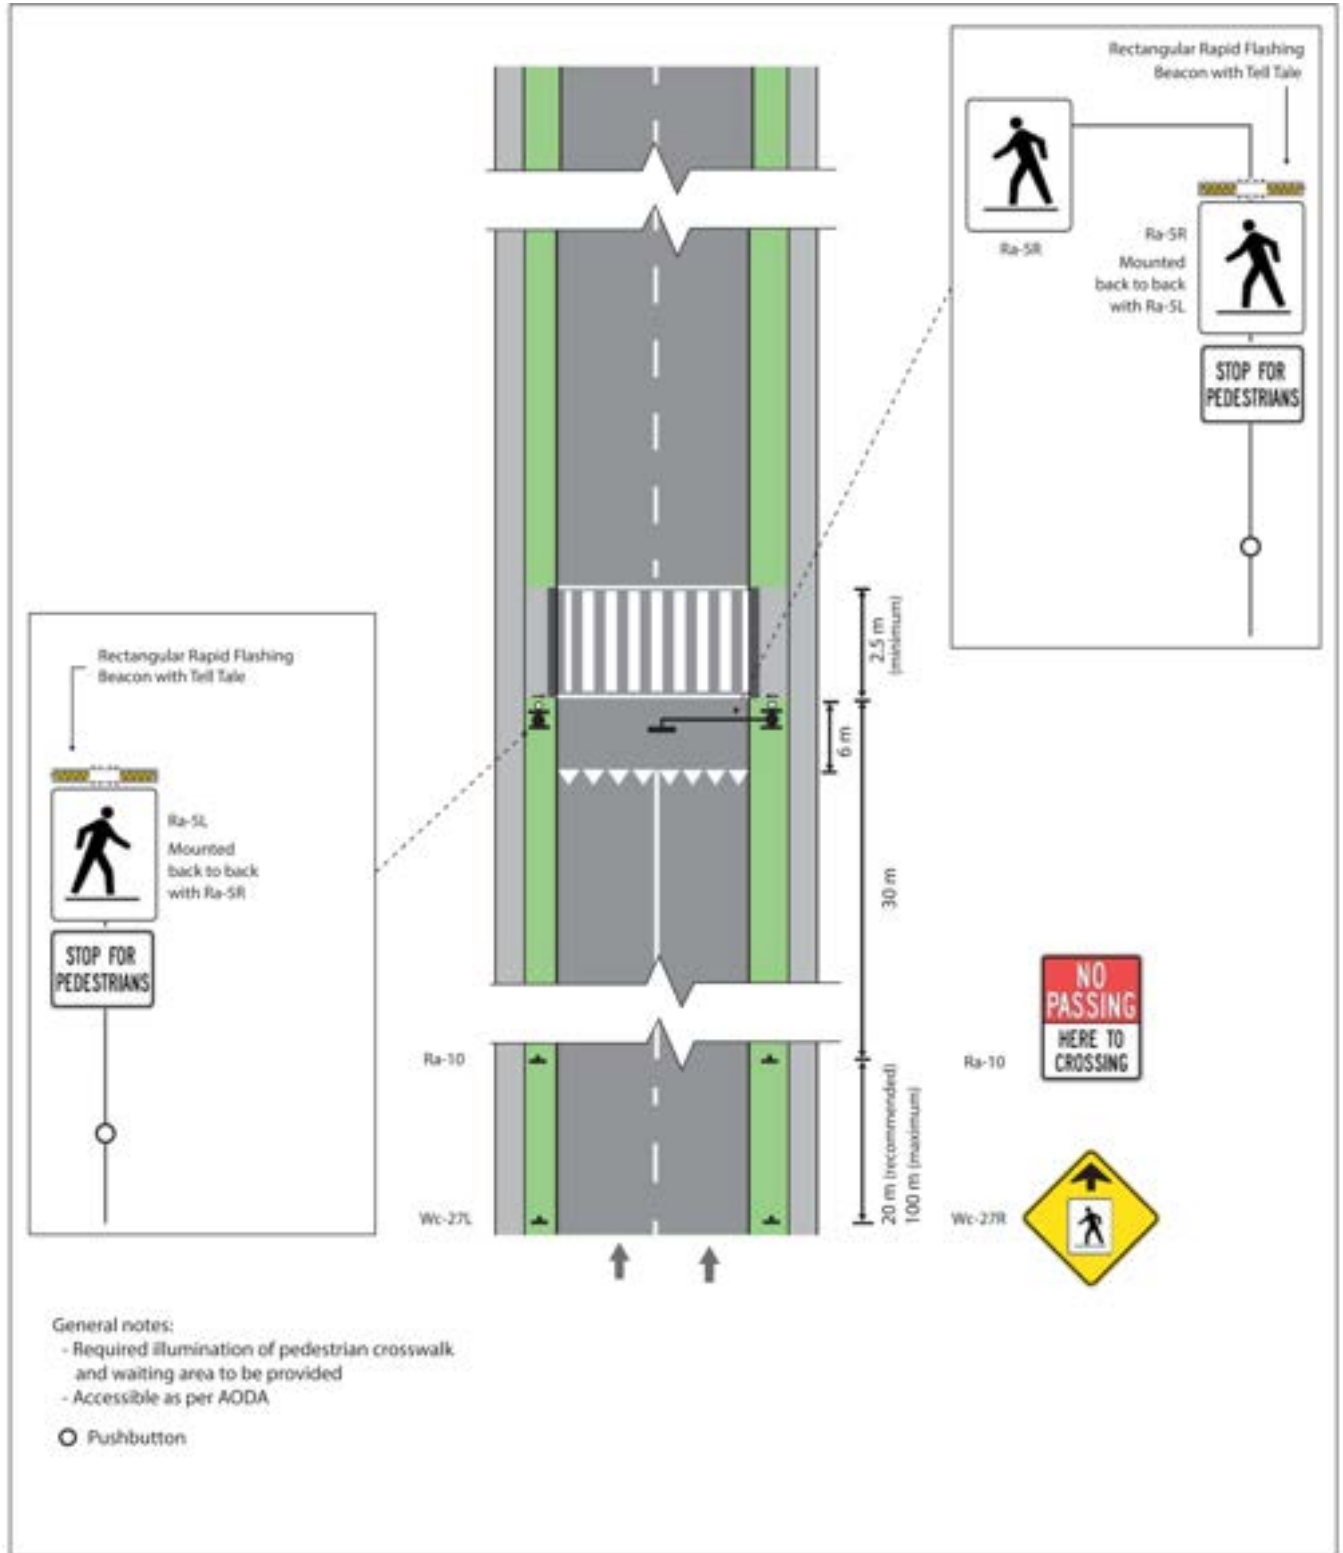 Rectangular Rapid Flashing
Beacon with Tell Tale
Ra-5R
Ra-5R
Mounted
back to back
with Ra-5L
STOP FOR
PEDESTRIANS
2.5 m
(minimum)
6 m
30 m
20 m (recommended)
100 m (maximum)
Rectangular Rapid Flashing
Beacon with Tell Tale
Ra-5L
Mounted
back to back
with Ra-5R
STOP FOR
PEDESTRIANS
Ra-10
Wc-27L
Ra-10
NO
PASSING
HERE TO
CROSSING
Wc-27R
General notes:
- Required illumination of pedestrian crosswalk
and waiting area to be provided
- Accessible as per AODA
Pushbutton